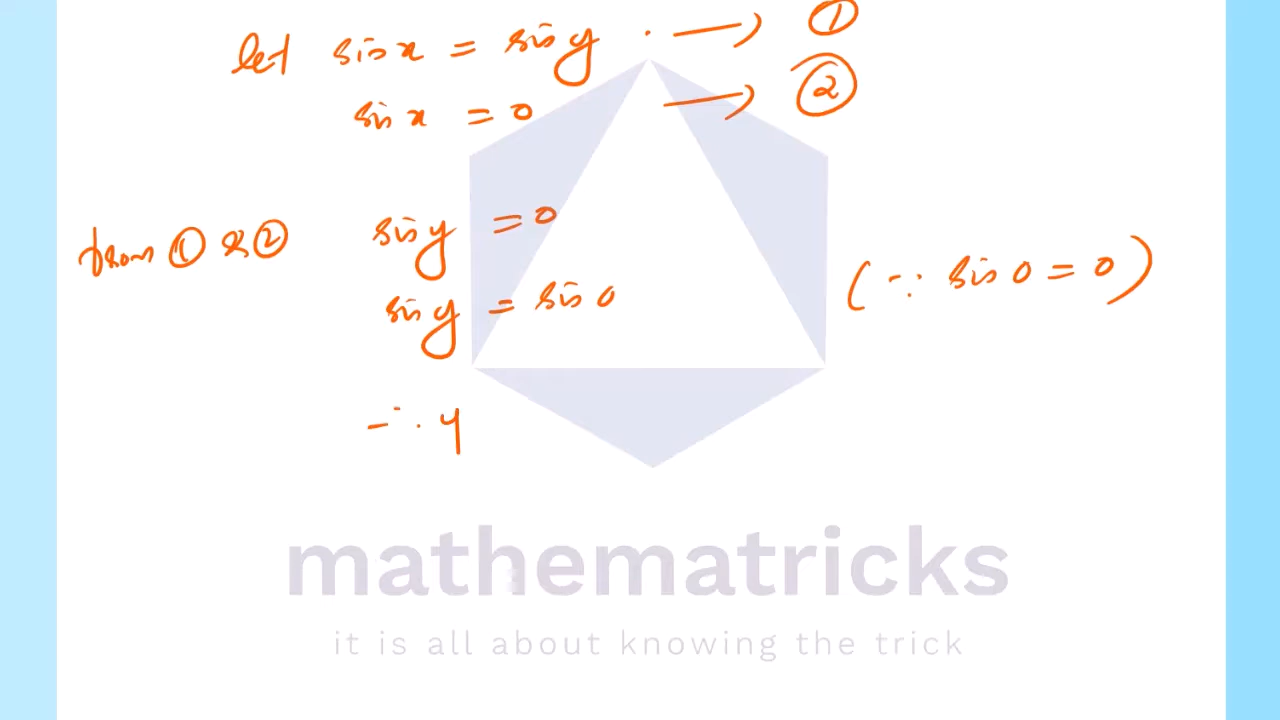 let sin x = sin y . → ①
sin x = 0 → ②
from ① & ② sin y = 0
sin y = sin 0 (∵ sin 0 = 0)
∴ y
mathematricks
it is all about knowing the trick